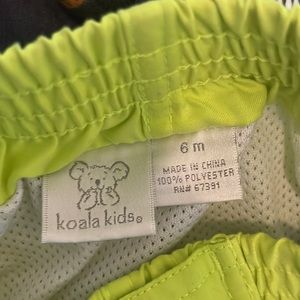 koala kids®
6 m
MADE IN CHINA
100% POLYESTER
RN# 67391